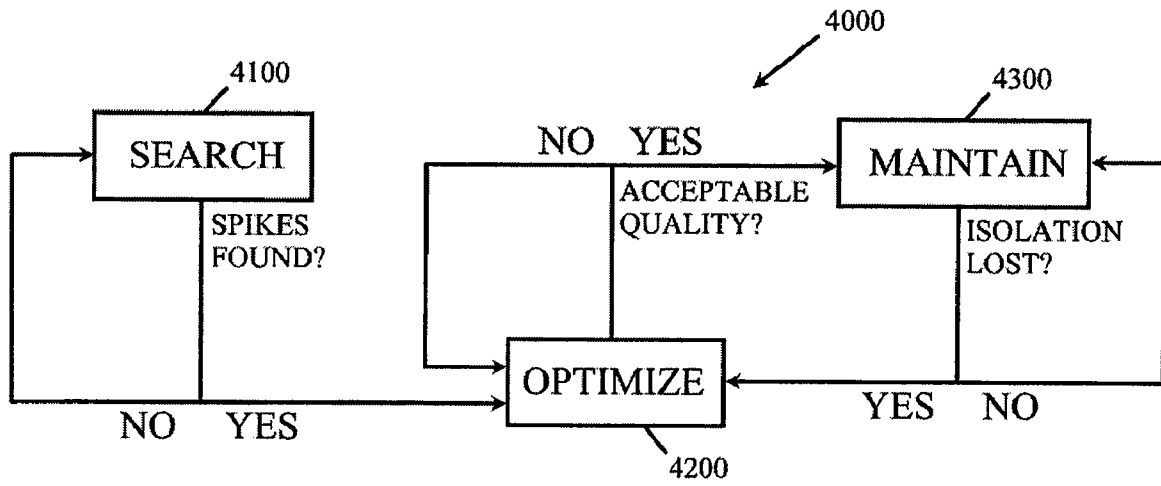 4000
4100
4300
SEARCH
NO YES
MAINTAIN
SPIKES
FOUND?
ACCEPTABLE
QUALITY?
ISOLATION
LOST?
OPTIMIZE
NO YES
YES NO
4200